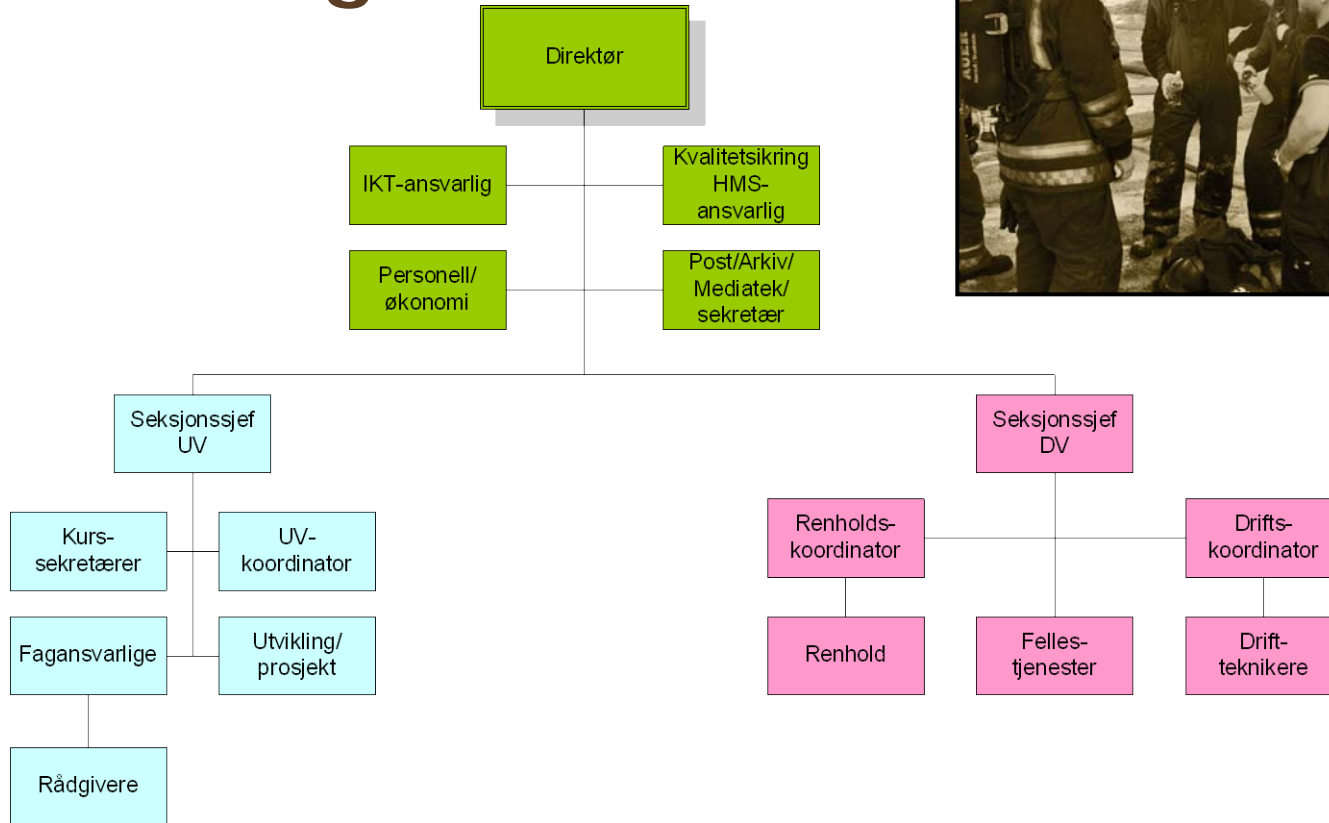 g
Direktør
IKT-ansvarlig
Kvalitetsikring
HMS-
ansvarlig
Personell/
økonomi
Post/Arkiv/
Mediatek/
sekretær
Seksjonssjef
UV
Seksjonssjef
DV
Kurs-
sekretærer
UV-
koordinator
Renholds-
koordinator
Drifts-
koordinator
Fagansvarlige
Utvikling/
prosjekt
Renhold
Felles-
tjenester
Drift-
teknikere
Rådgivere